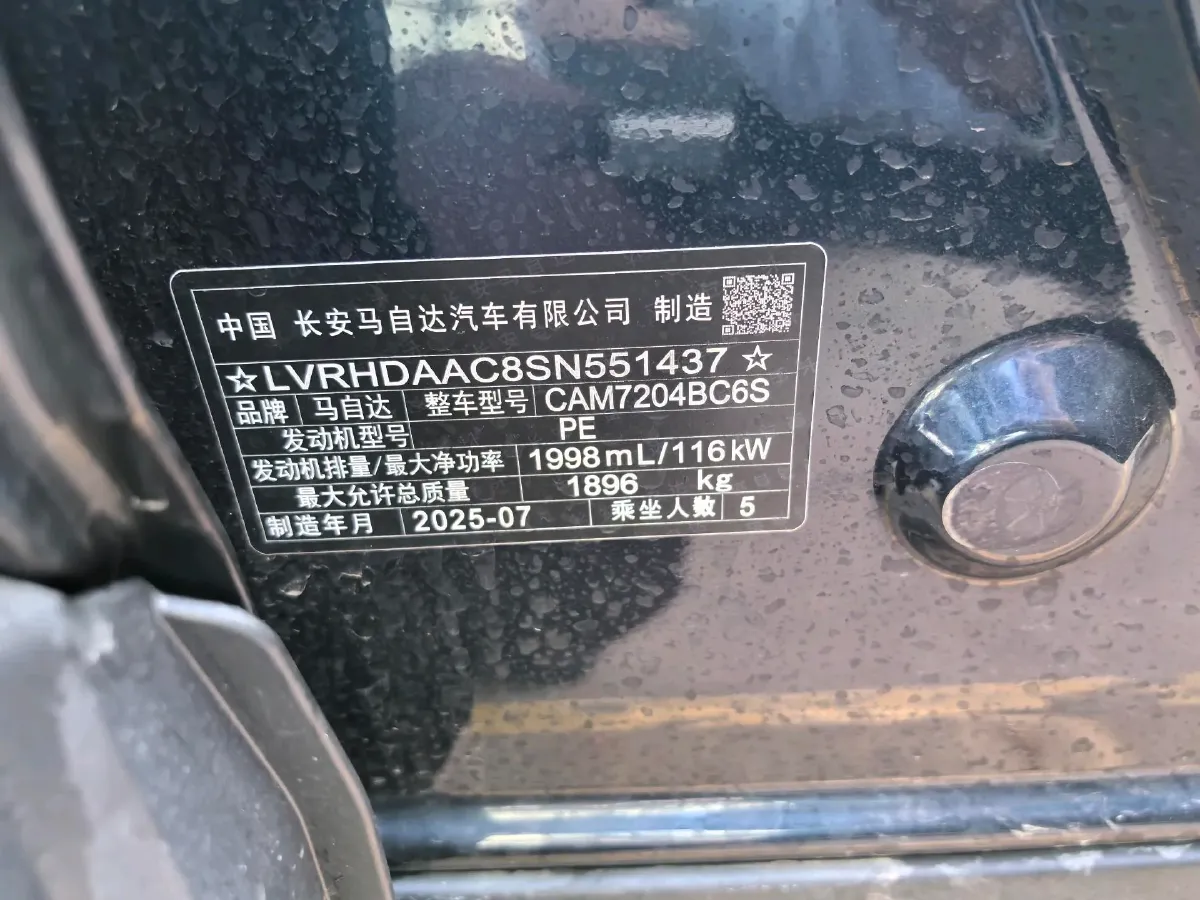 中国 长安马自达汽车有限公司 制造
☆LVRHDAAC8SN551437☆
品牌 马自达 整车型号 CAM7204BC6S
发动机型号 PE
发动机排量/最大净功率 1998mL/116kW
最大允许总质量 1896 kg
制造年月 2025-07 乘坐人数 5